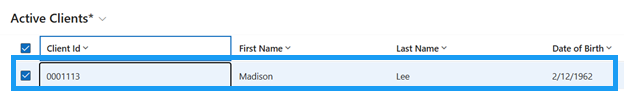 Active Clients*
Client Id First Name Last Name Date of Birth
0001113 Madison Lee 2/12/1962